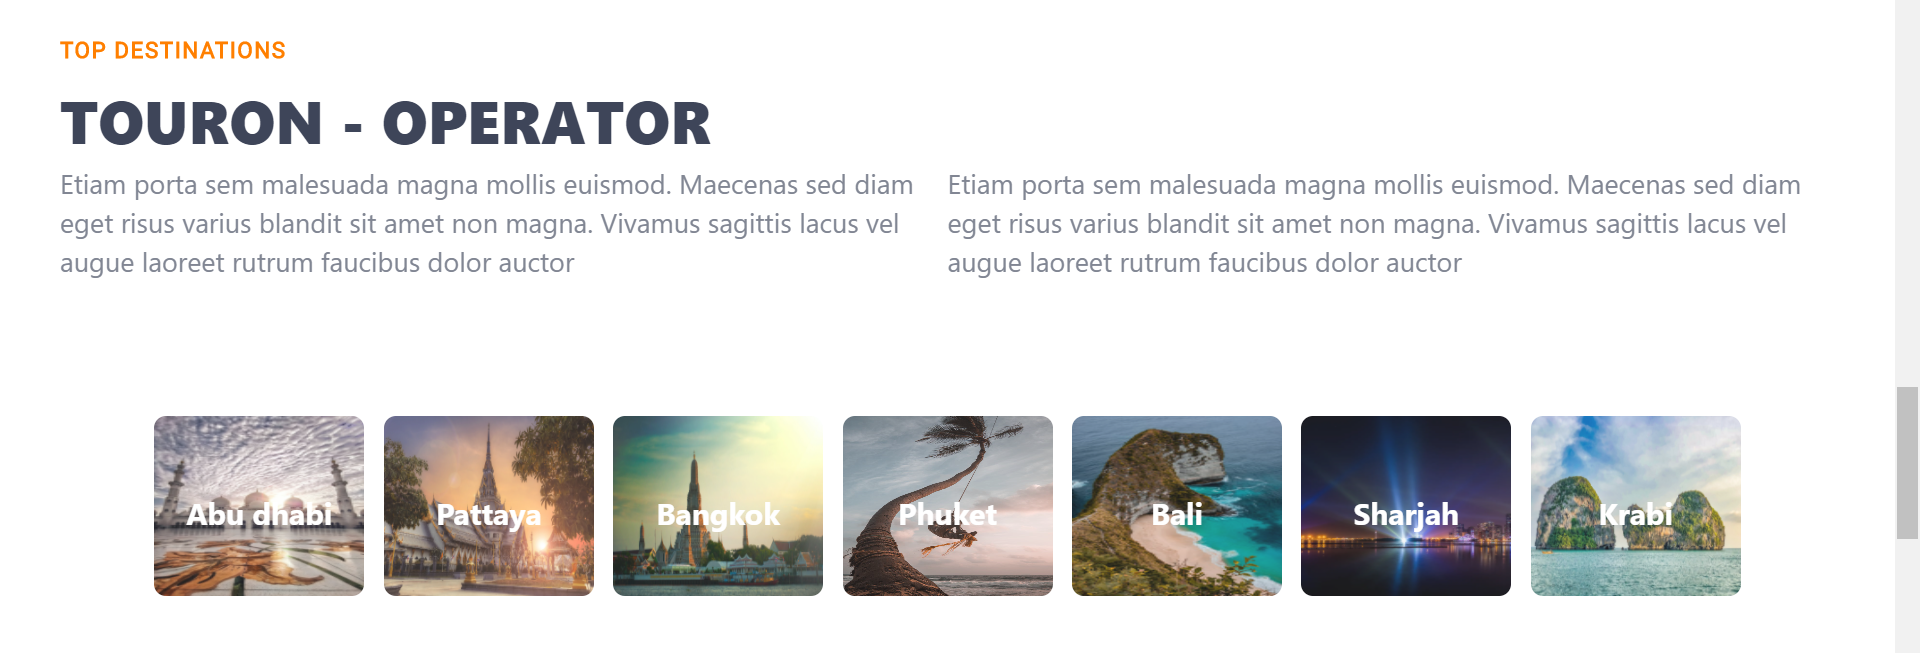 TOP DESTINATIONS
TOURON - OPERATOR
Etiam porta sem malesuada magna mollis euismod. Maecenas sed diam
eget risus varius blandit sit amet non magna. Vivamus sagittis lacus vel
augue laoreet rutrum faucibus dolor auctor
Etiam porta sem malesuada magna mollis euismod. Maecenas sed diam
eget risus varius blandit sit amet non magna. Vivamus sagittis lacus vel
augue laoreet rutrum faucibus dolor auctor
Abu dhabi
Pattaya
Bangkok
Phuket
Bali
Sharjah
Krabi